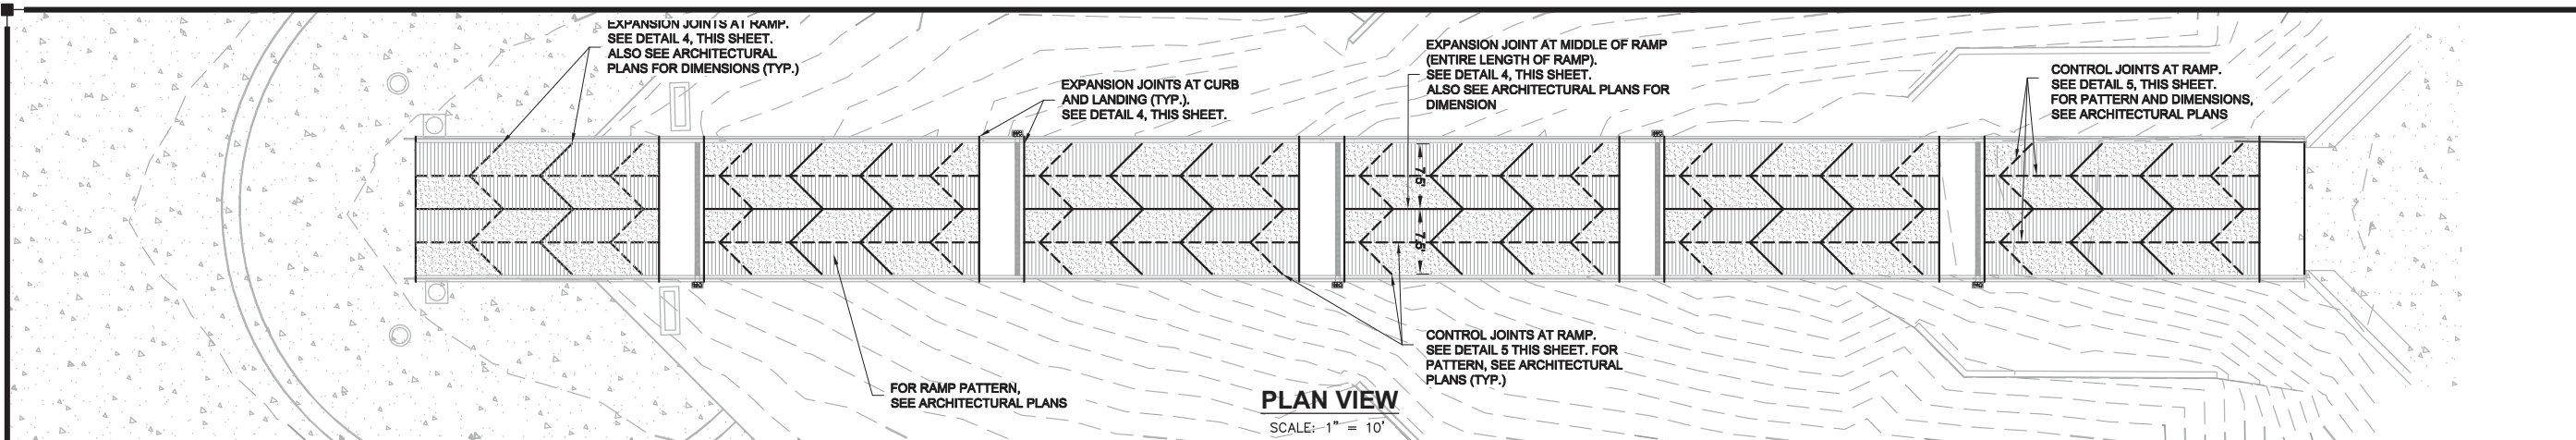 EXPANSION JOINTS AT RAMP.
SEE DETAIL 4, THIS SHEET.
ALSO SEE ARCHITECTURAL
PLANS FOR DIMENSIONS (TYP.)
EXPANSION JOINTS AT CURB
AND LANDING (TYP.).
SEE DETAIL 4, THIS SHEET.
EXPANSION JOINT AT MIDDLE OF RAMP
(ENTIRE LENGTH OF RAMP).
SEE DETAIL 4, THIS SHEET.
ALSO SEE ARCHITECTURAL PLANS FOR
DIMENSION
CONTROL JOINTS AT RAMP.
SEE DETAIL 5, THIS SHEET.
FOR PATTERN AND DIMENSIONS,
SEE ARCHITECTURAL PLANS
7.5'
7.5'
CONTROL JOINTS AT RAMP.
SEE DETAIL 5 THIS SHEET. FOR
PATTERN, SEE ARCHITECTURAL
PLANS (TYP.)
FOR RAMP PATTERN,
SEE ARCHITECTURAL PLANS
PLAN VIEW
SCALE: 1" = 10'